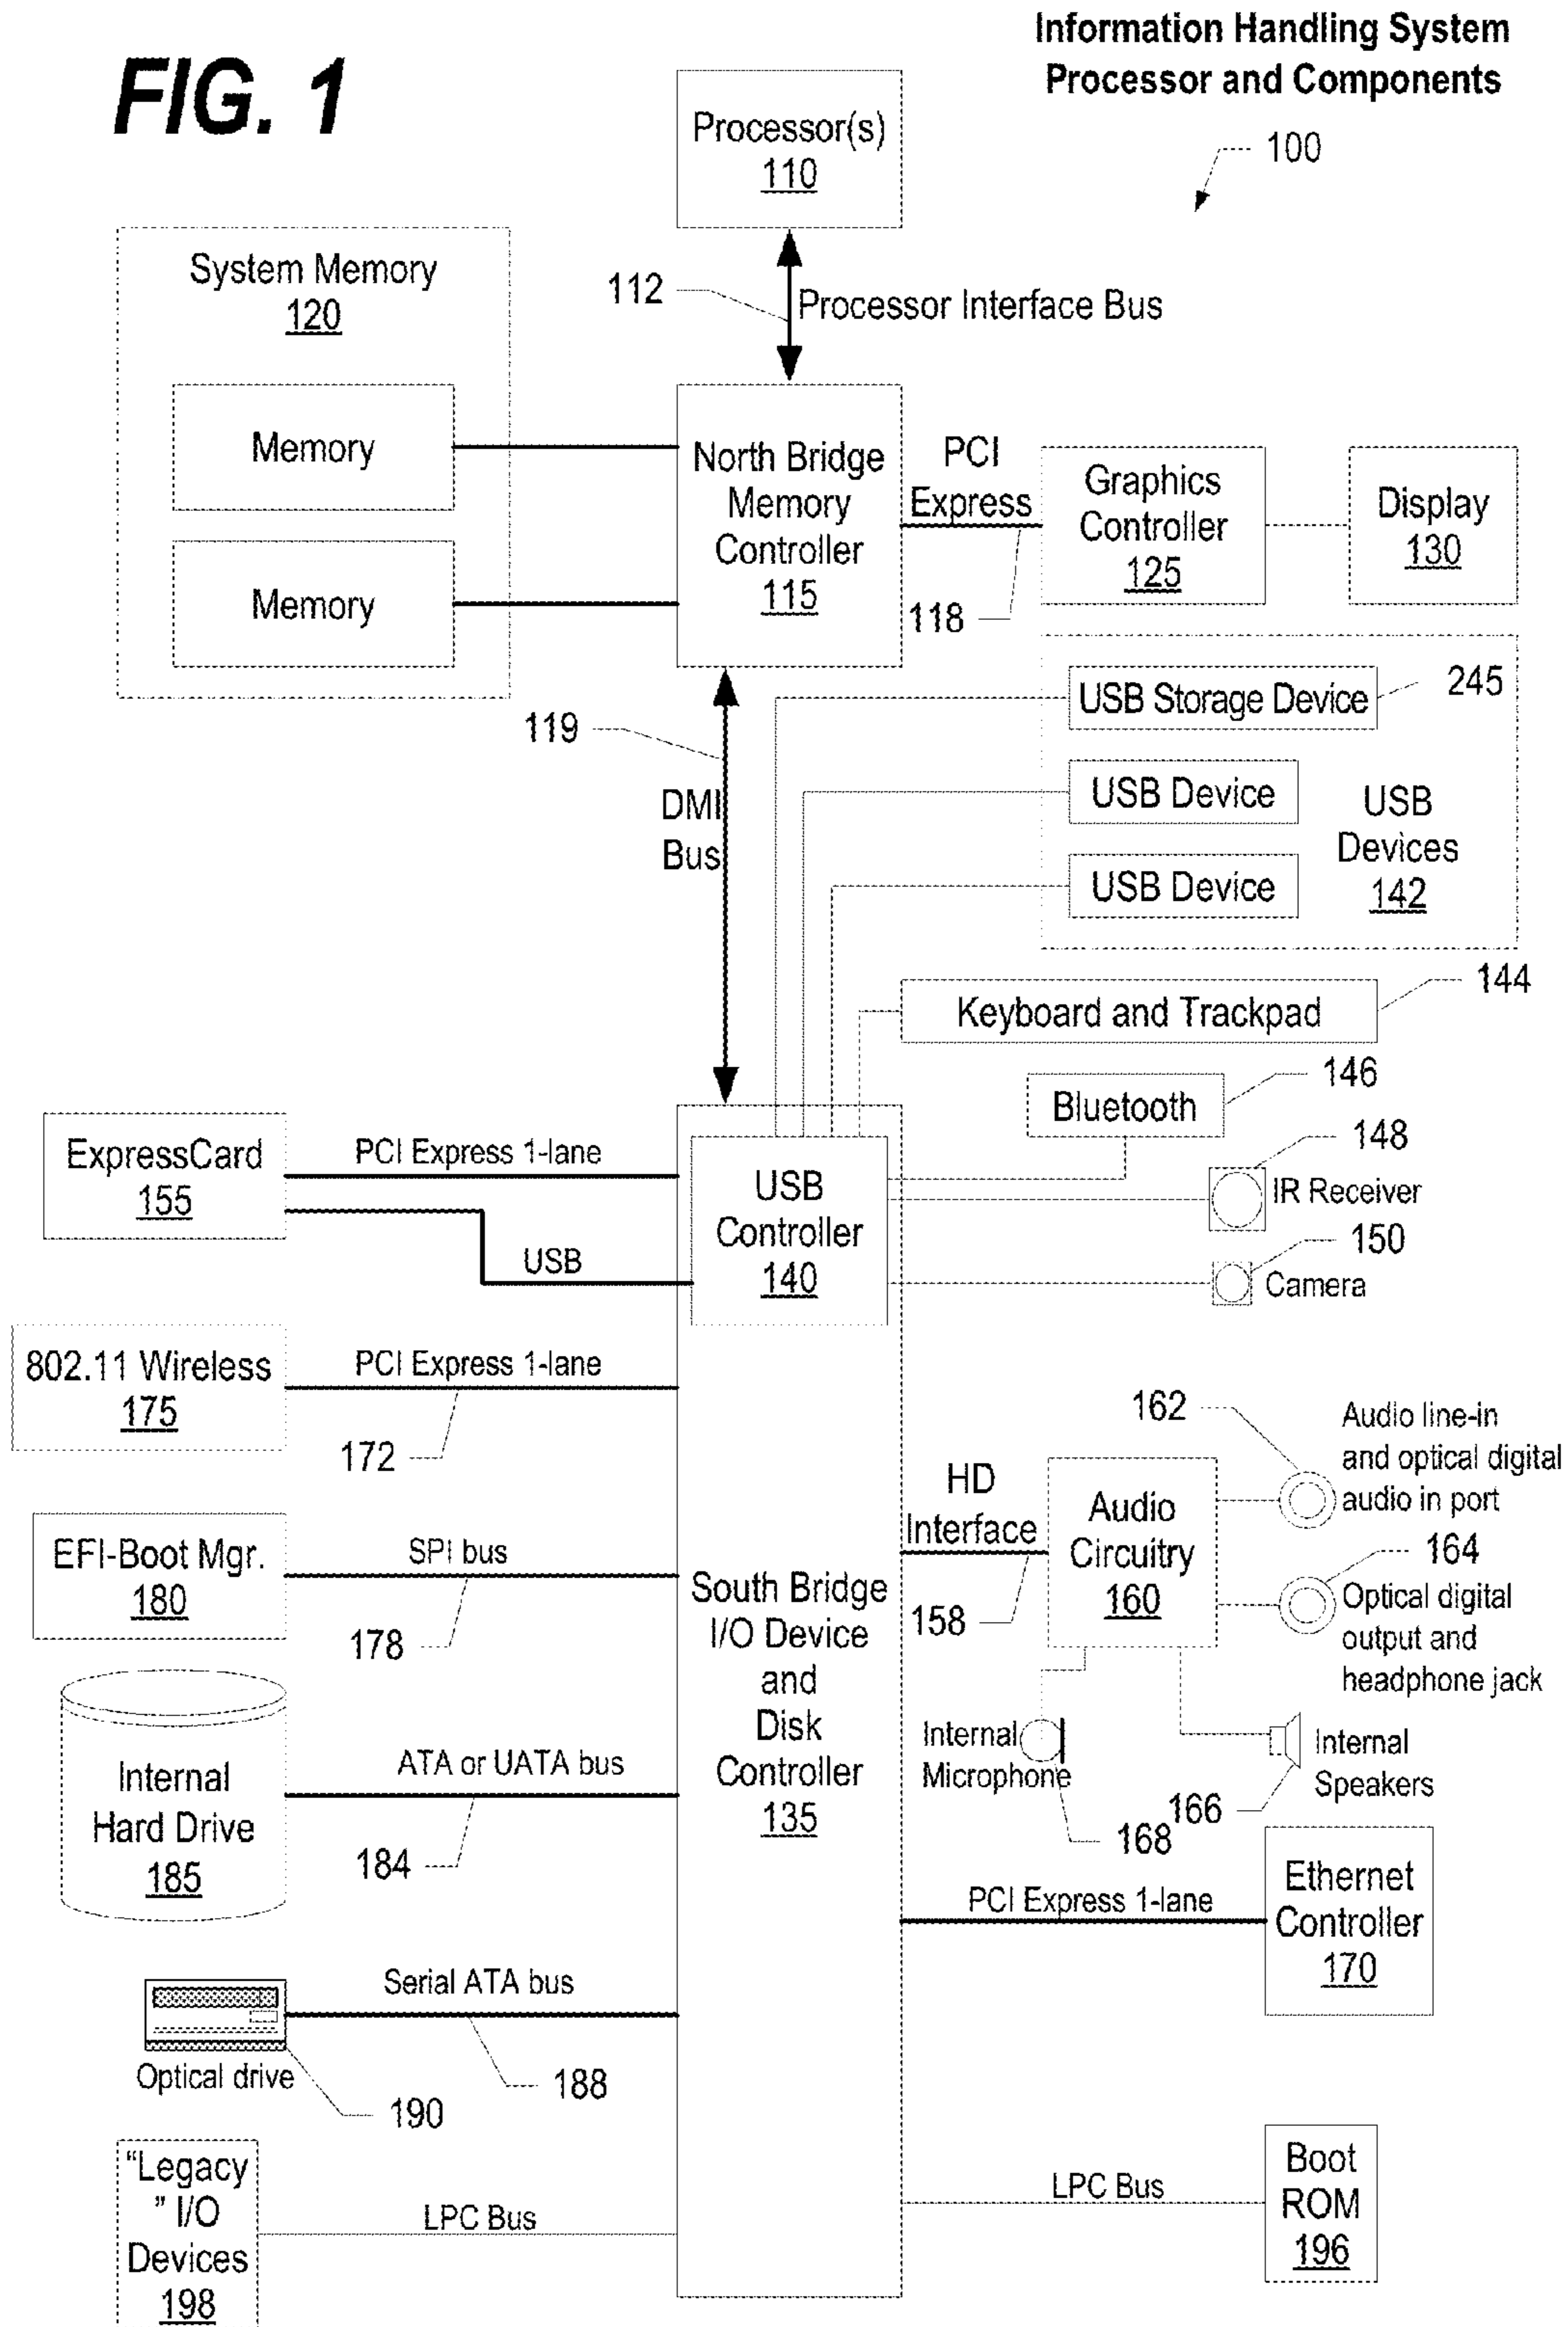 Information Handling System
Processor and Components
FIG. 1
100
Processor(s)
110
112
Processor Interface Bus
System Memory
120
Memory
Memory
North Bridge
Memory
Controller
115
PCI
Express
118
Graphics
Controller
125
Display
130
119
DMI
Bus
USB Storage Device
245
USB Device
USB Device
USB
Devices
142
Keyboard and Trackpad
144
Bluetooth
146
148
IR Receiver
150
Camera
ExpressCard
155
PCI Express 1-lane
USB
USB
Controller
140
802.11 Wireless
175
PCI Express 1-lane
172
EFI-Boot Mgr.
180
SPI bus
178
South Bridge
I/O Device
and
Disk
Controller
135
HD
Interface
158
Audio
Circuitry
160
162
Audio line-in
and optical digital
audio in port
164
Optical digital
output and
headphone jack
Internal
Microphone
168
166
Internal
Speakers
Internal
Hard Drive
185
ATA or UATA bus
184
PCI Express 1-lane
Ethernet
Controller
170
Serial ATA bus
188
Optical drive
190
“Legacy
” I/O
Devices
198
LPC Bus
LPC Bus
Boot
ROM
196